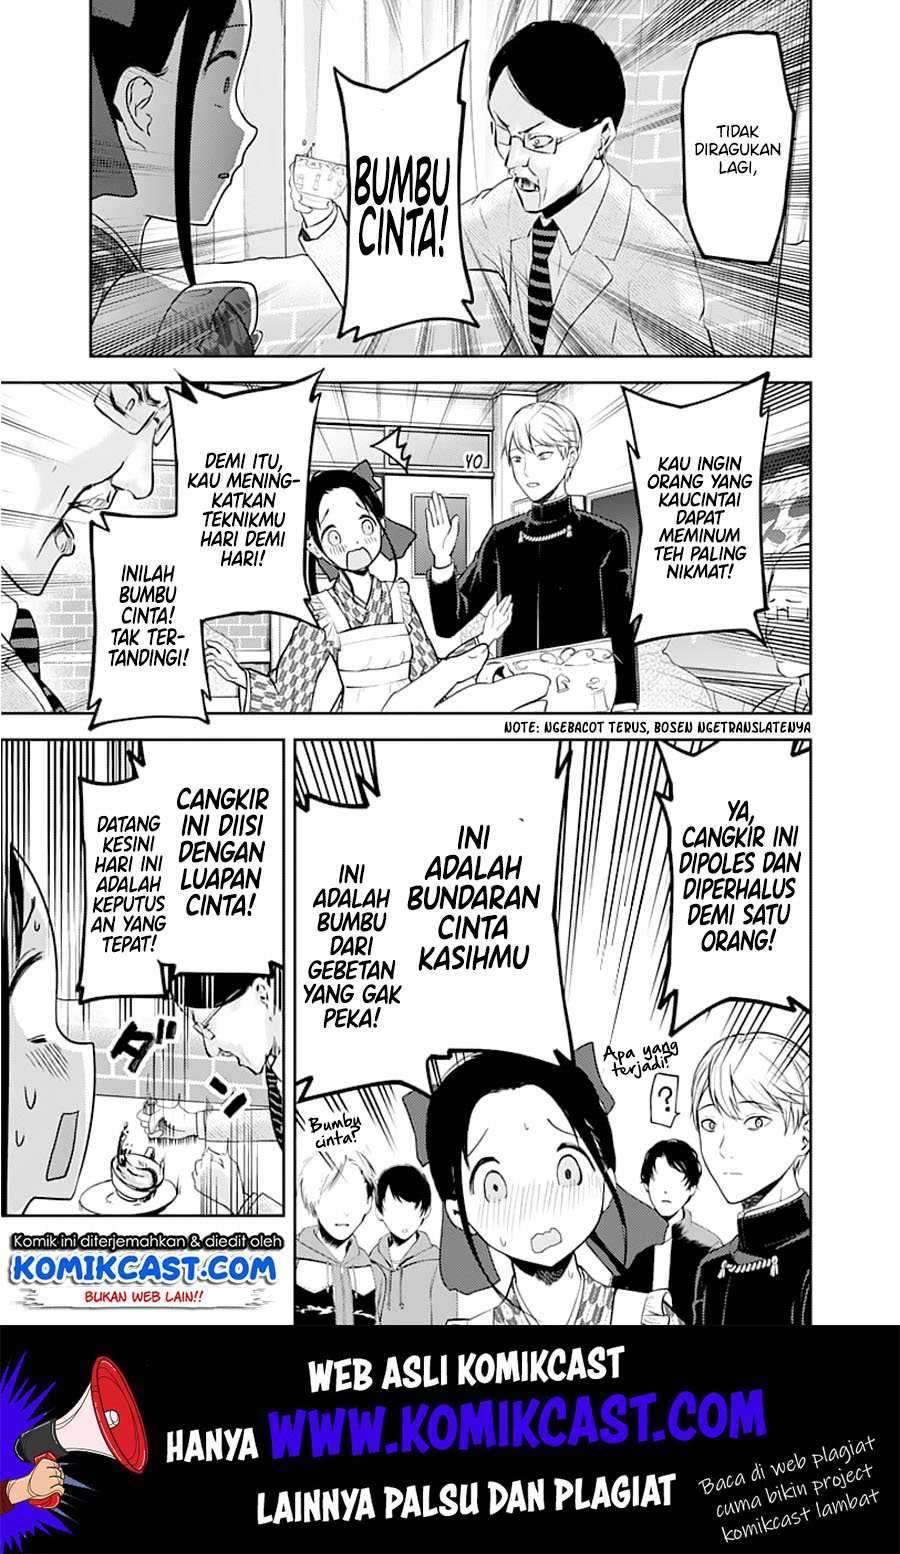 TIDAK
DIRAGUKAN
LAGI,
BUMBU
CINTA!
KAU INGIN
ORANG YANG
KAUCINTAI
DAPAT
MEMINUM
TEH PALING
NIKMAT!
YO
DEMI ITU,
KAU MENING-
KATKAN
TEKNIKMU
HARI DEMI
HARI!
INILAH
BUMBU
CINTA!
TAK TER-
TANDINGI!
NOTE: NGEBACOT TERUS, BOSEN NGETRANSLATENYA
YA,
CANGKIR INI
DIPOLES DAN
DIPERHALUS
DEMI SATU
ORANG!
INI
ADALAH
BUNDARAN
CINTA
KASIHMU
INI
ADALAH
BUMBU
DARI
GEBETAN
YANG GAK
PEKA!
Apa yang
terjadi?
?
Bumbu
cinta?
CANGKIR
INI DIISI
DENGAN
LUAPAN
CINTA!
DATANG
KESINI
HARI INI
ADALAH
KEPUTUS
AN YANG
TEPAT!
Komik ini diterjemahkan & diedit oleh
KOMIKCAST.COM
BUKAN WEB LAIN!!
WEB ASLI KOMIKCAST
HANYA WWW.KOMIKCAST.COM
LAINNYA PALSU DAN PLAGIAT
Baca di web plagiat
cuma bikin project
komikcast lambat